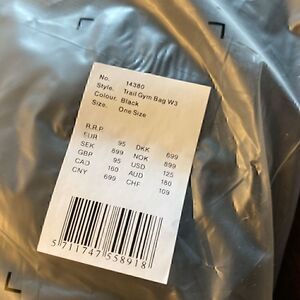 No. 14380
Style. Trail Gym Bag W3
Colour. Black
Size. One Size
R.R.P.
EUR 95 DKK 699
SEK 899 NOK 899
GBP 95 USD 125
CAD 160 AUD 180
CNY 699 CHF 109
5 711747 558918